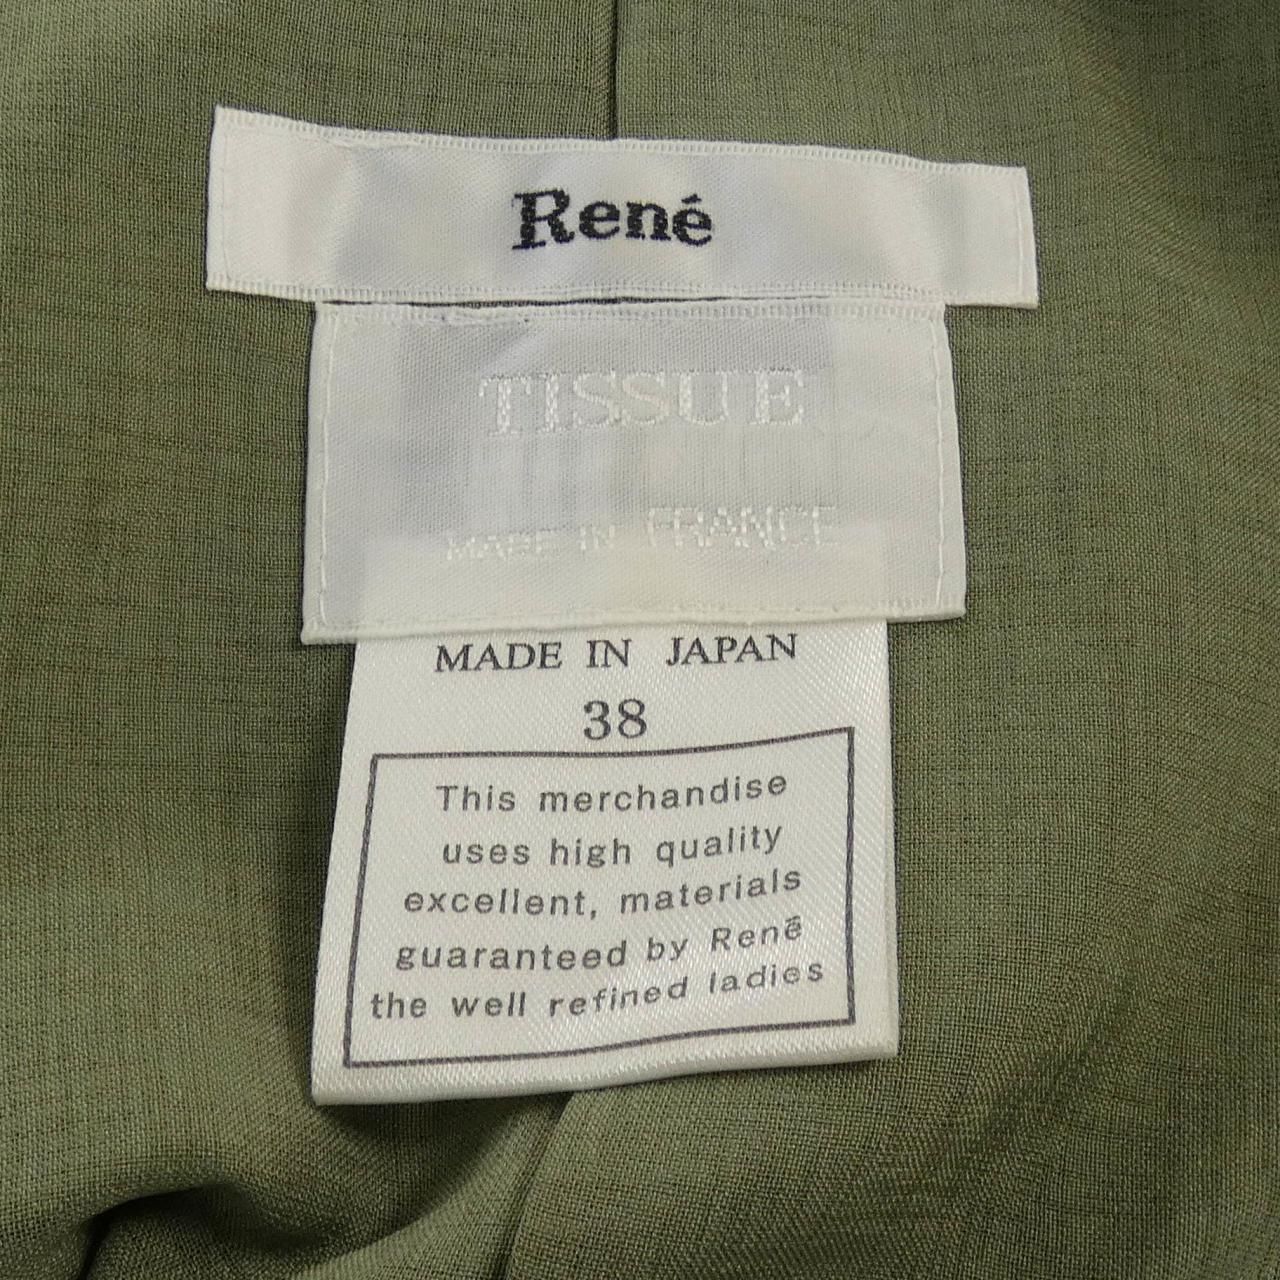 René
TISSUE
MADE IN FRANCE
MADE IN JAPAN
38
This merchandise
uses high quality
excellent, materials
guaranteed by Renē
the well refined ladies